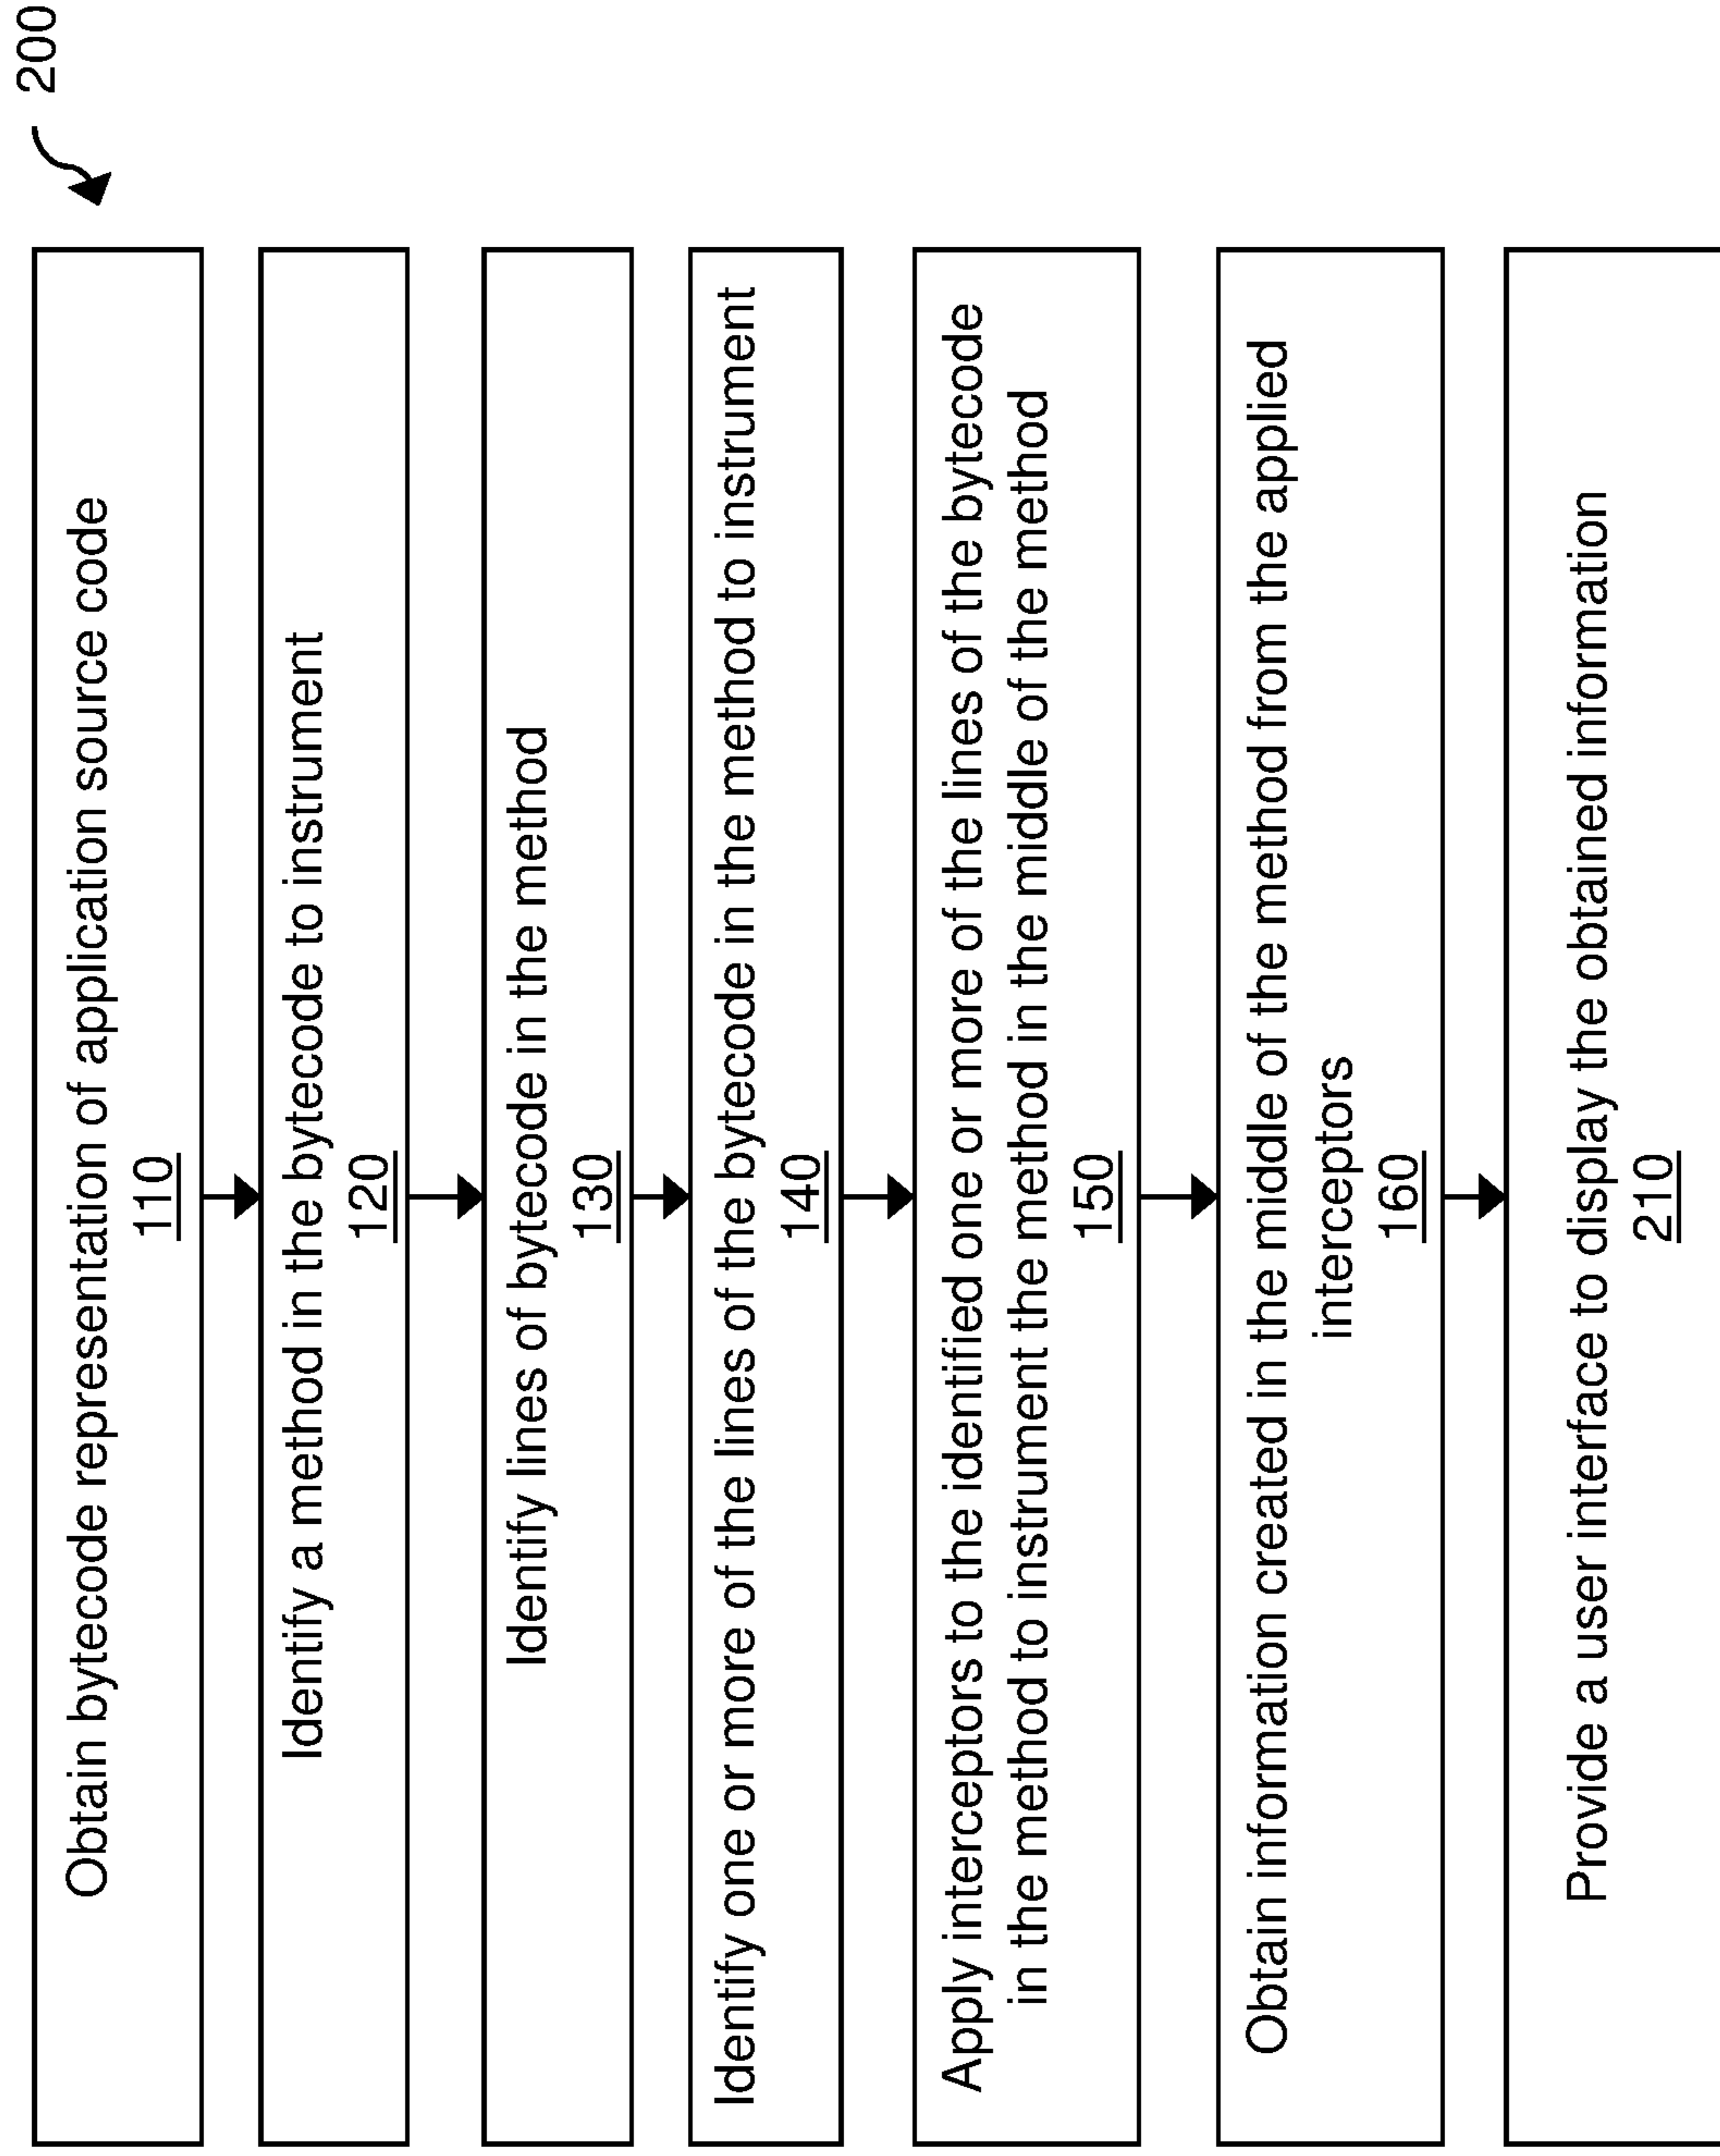 200
Obtain bytecode representation of application source code
110
Identify a method in the bytecode to instrument
120
Identify lines of bytecode in the method
130
Identify one or more of the lines of the bytecode in the method to instrument
140
Apply interceptors to the identified one or more of the lines of the bytecode
in the method to instrument the method in the middle of the method
150
Obtain information created in the middle of the method from the applied
interceptors
160
Provide a user interface to display the obtained information
210